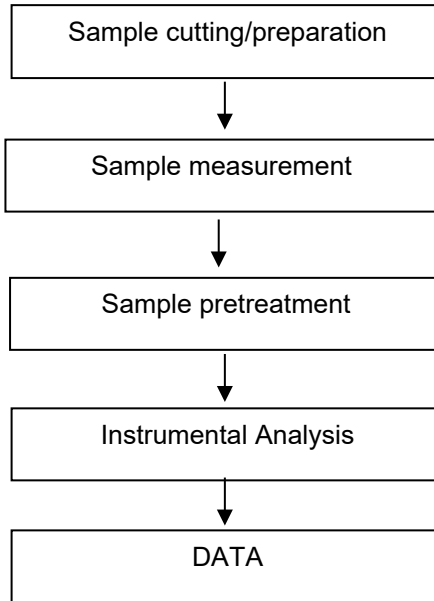 Sample cutting/preparation
Sample measurement
Sample pretreatment
Instrumental Analysis
DATA